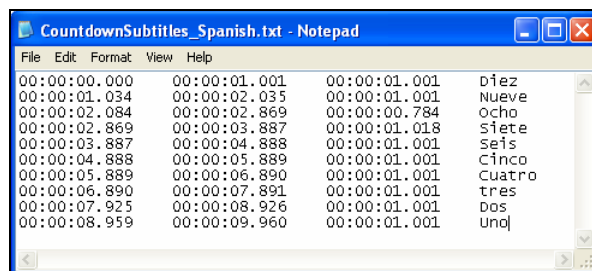 CountdownSubtitles_Spanish.txt - Notepad
File Edit Format View Help
00:00:00.000 00:00:01.001 00:00:01.001 Diez
00:00:01.034 00:00:02.035 00:00:01.001 Nueve
00:00:02.084 00:00:02.869 00:00:00.784 Ocho
00:00:02.869 00:00:03.887 00:00:01.018 Siete
00:00:03.887 00:00:04.888 00:00:01.001 Seis
00:00:04.888 00:00:05.889 00:00:01.001 Cinco
00:00:05.889 00:00:06.890 00:00:01.001 Cuatro
00:00:06.890 00:00:07.891 00:00:01.001 tres
00:00:07.925 00:00:08.926 00:00:01.001 Dos
00:00:08.959 00:00:09.960 00:00:01.001 Uno